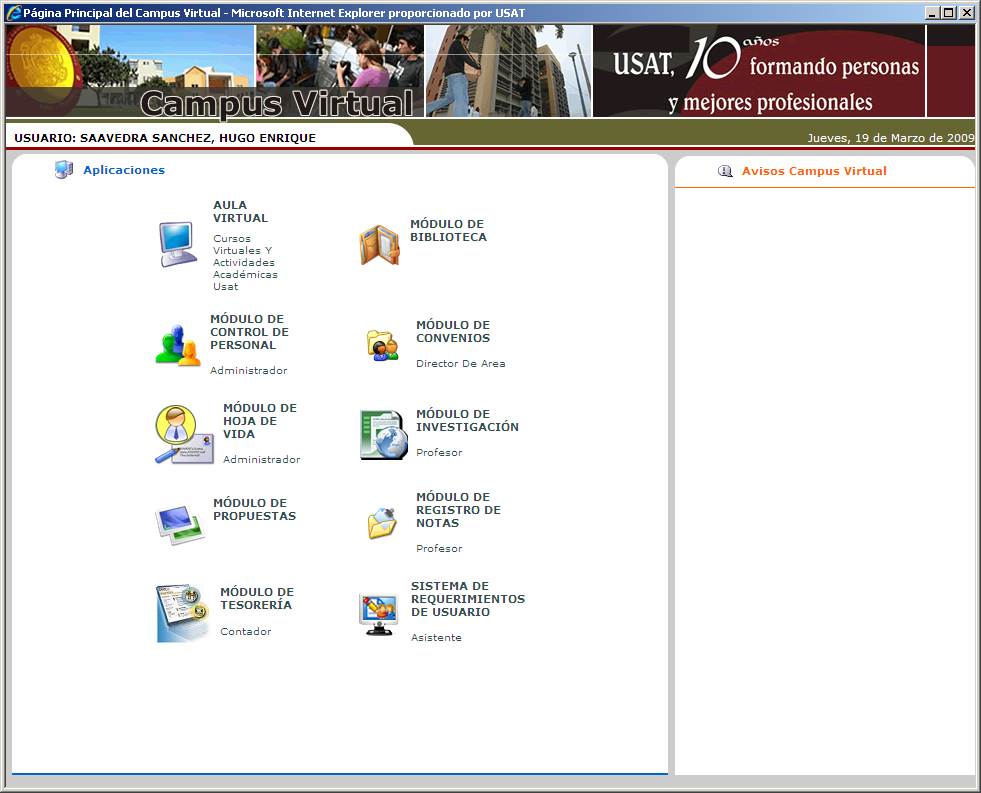 Página Principal del Campus Virtual - Microsoft Internet Explorer proporcionado por USAT
Campus Virtual
USAT, 10 años
formando personas
y mejores profesionales
USUARIO: SAAVEDRA SANCHEZ, HUGO ENRIQUE
Jueves, 19 de Marzo de 2009
Aplicaciones
AULA
VIRTUAL
Cursos
Virtuales Y
Actividades
Académicas
Usat
MÓDULO DE
BIBLIOTECA
MÓDULO DE
CONTROL DE
PERSONAL
Administrador
MÓDULO DE
CONVENIOS
Director De Area
MÓDULO DE
HOJA DE
VIDA
Administrador
MÓDULO DE
INVESTIGACIÓN
Profesor
MÓDULO DE
PROPUESTAS
MÓDULO DE
REGISTRO DE
NOTAS
Profesor
MÓDULO DE
TESORERÍA
Contador
SISTEMA DE
REQUERIMIENTOS
DE USUARIO
Asistente
Avisos Campus Virtual